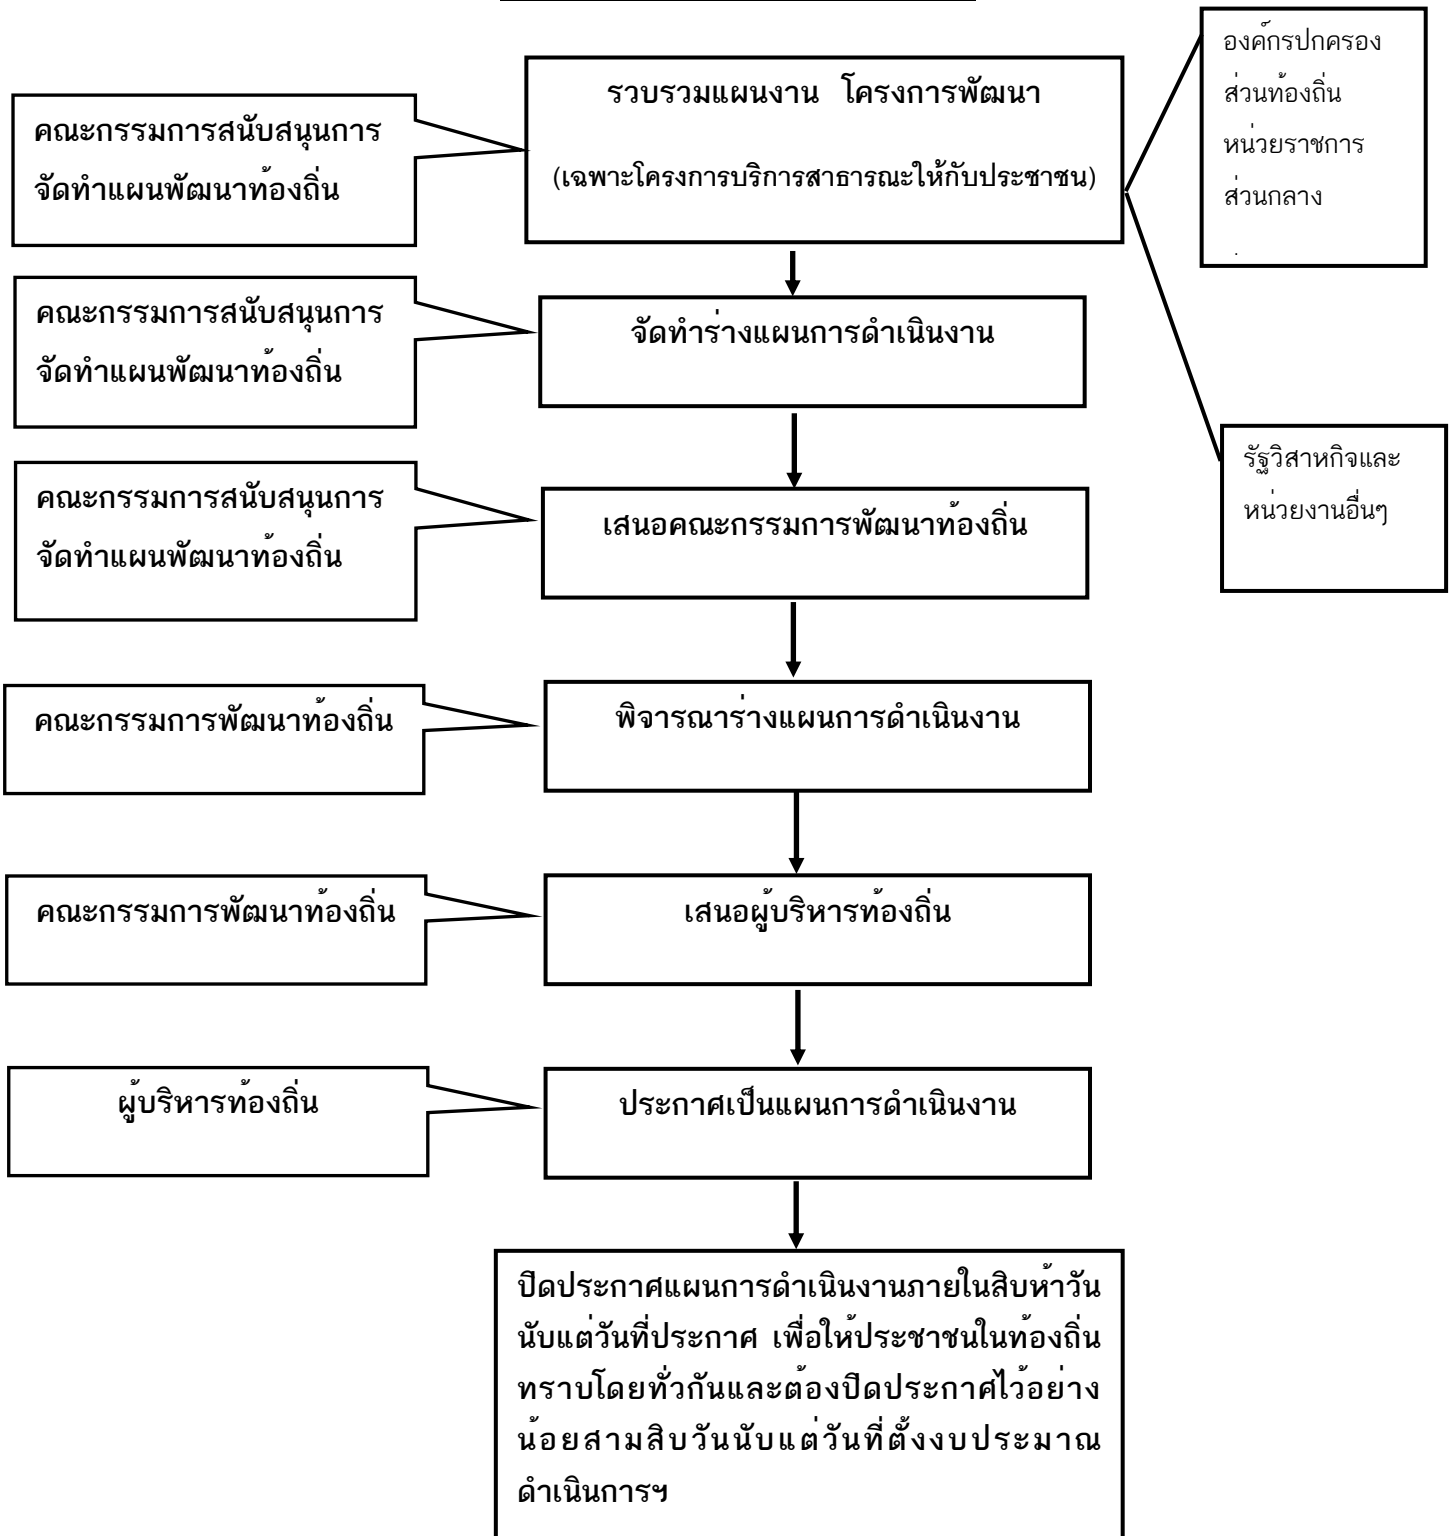 องค์กรปกครอง
ส่วนท้องถิ่น
หน่วยราชการ
ส่วนกลาง
รวบรวมแผนงาน โครงการพัฒนา
(เฉพาะโครงการบริการสาธารณะให้กับประชาชน)
คณะกรรมการสนับสนุนการ
จัดทำแผนพัฒนาท้องถิ่น
คณะกรรมการสนับสนุนการ
จัดทำแผนพัฒนาท้องถิ่น
จัดทำร่างแผนการดำเนินงาน
รัฐวิสาหกิจและ
หน่วยงานอื่นๆ
คณะกรรมการสนับสนุนการ
จัดทำแผนพัฒนาท้องถิ่น
เสนอคณะกรรมการพัฒนาท้องถิ่น
คณะกรรมการพัฒนาท้องถิ่น
พิจารณาร่างแผนการดำเนินงาน
คณะกรรมการพัฒนาท้องถิ่น
เสนอผู้บริหารท้องถิ่น
ผู้บริหารท้องถิ่น
ประกาศเป็นแผนการดำเนินงาน
ปิดประกาศแผนการดำเนินงานภายในสิบห้าวัน
นับแต่วันที่ประกาศ เพื่อให้ประชาชนในท้องถิ่น
ทราบโดยทั่วกันและต้องปิดประกาศไว้อย่าง
น้อยสามสิบวันนับแต่วันที่ตั้งงบประมาณ
ดำเนินการฯ